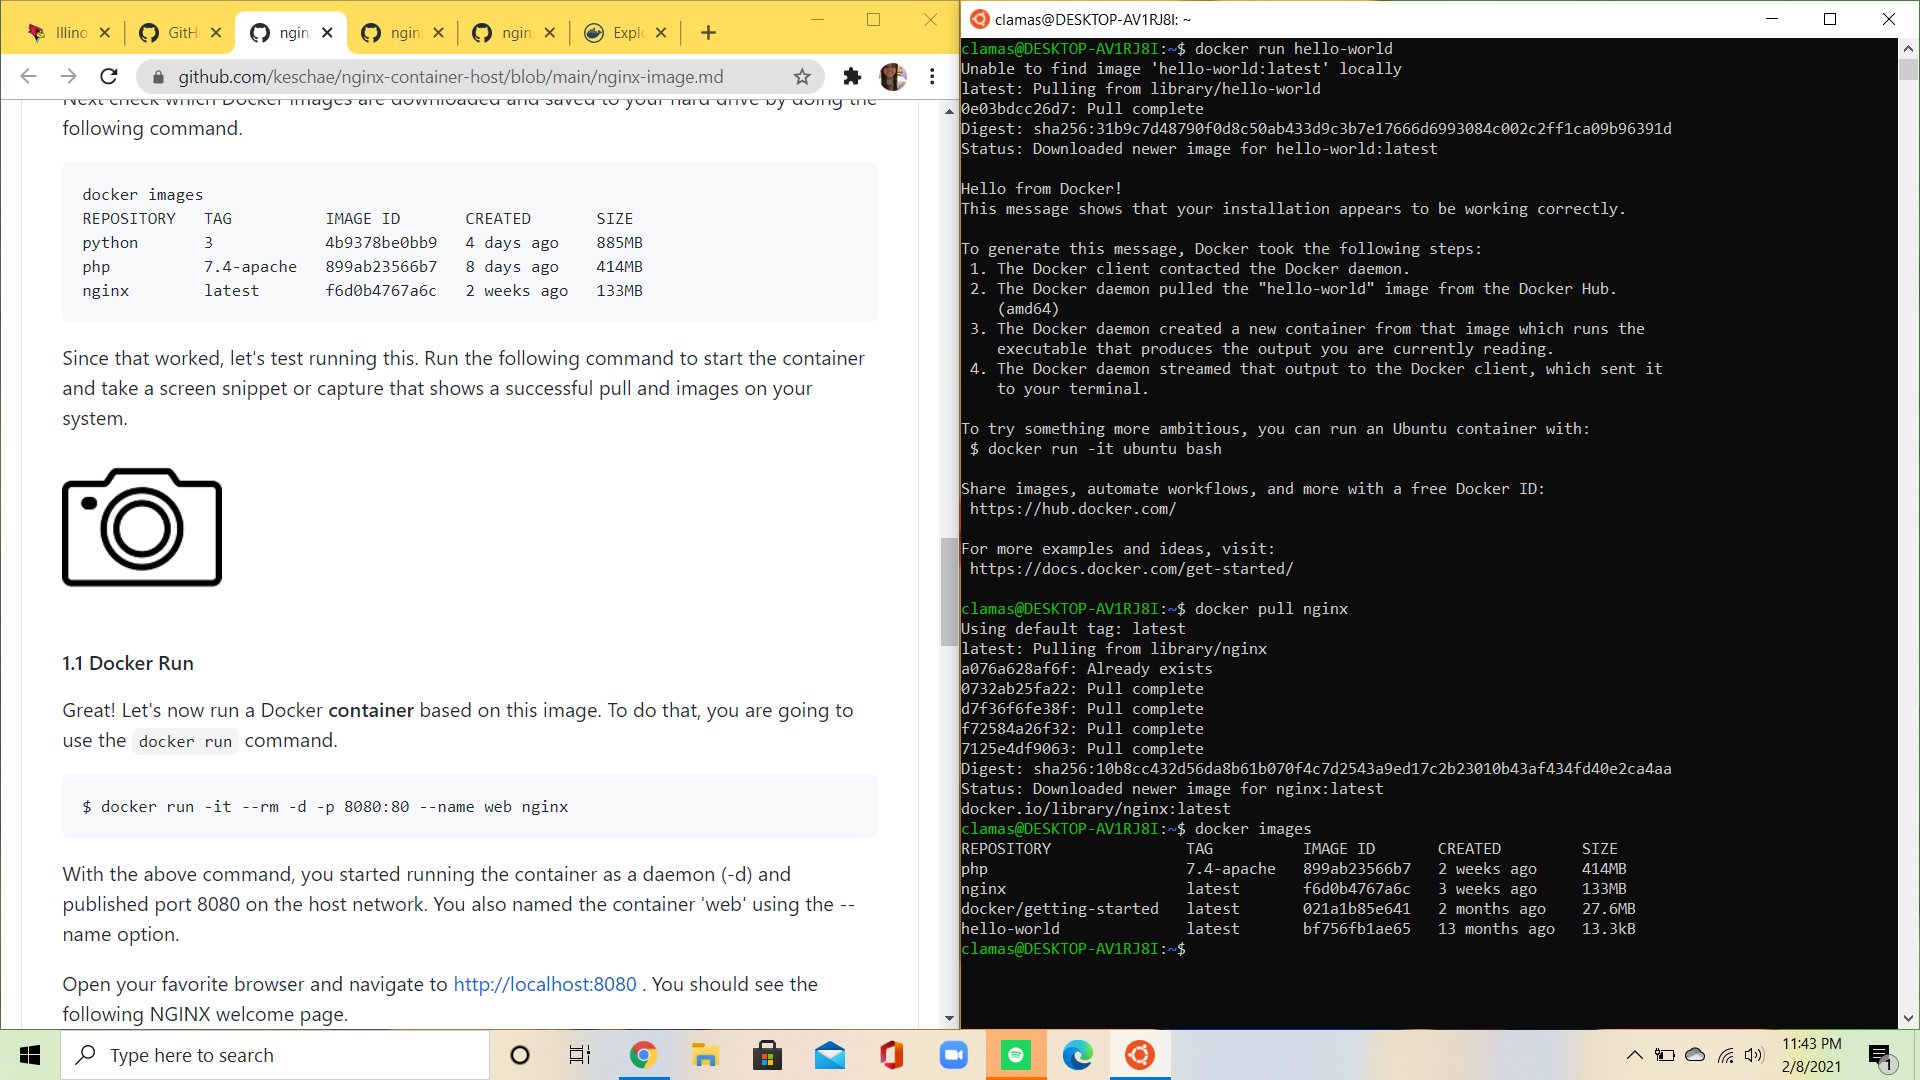 Illino
GitH
nginx
nginx
nginx
Explo
github.com/keschae/nginx-container-host/blob/main/nginx-image.md
Next check which Docker images are downloaded and saved to your hard drive by doing the
following command.
docker images
REPOSITORY TAG IMAGE ID CREATED SIZE
python 3 4b9378be0bb9 4 days ago 885MB
php 7.4-apache 899ab23566b7 8 days ago 414MB
nginx latest f6d0b4767a6c 2 weeks ago 133MB
Since that worked, let's test running this. Run the following command to start the container
and take a screen snippet or capture that shows a successful pull and images on your
system.
1.1 Docker Run
Great! Let's now run a Docker container based on this image. To do that, you are going to
use the docker run command.
$ docker run -it --rm -d -p 8080:80 --name web nginx
With the above command, you started running the container as a daemon (-d) and
published port 8080 on the host network. You also named the container 'web' using the --
name option.
Open your favorite browser and navigate to http://localhost:8080 . You should see the
following NGINX welcome page.
clamas@DESKTOP-AV1RJ8I: ~
clamas@DESKTOP-AV1RJ8I:~$ docker run hello-world
Unable to find image 'hello-world:latest' locally
latest: Pulling from library/hello-world
0e03bdcc26d7: Pull complete
Digest: sha256:31b9c7d48790f0d8c50ab433d9c3b7e17666d6993084c002c2ff1ca09b96391d
Status: Downloaded newer image for hello-world:latest
Hello from Docker!
This message shows that your installation appears to be working correctly.
To generate this message, Docker took the following steps:
1. The Docker client contacted the Docker daemon.
2. The Docker daemon pulled the "hello-world" image from the Docker Hub.
(amd64)
3. The Docker daemon created a new container from that image which runs the
executable that produces the output you are currently reading.
4. The Docker daemon streamed that output to the Docker client, which sent it
to your terminal.
To try something more ambitious, you can run an Ubuntu container with:
$ docker run -it ubuntu bash
Share images, automate workflows, and more with a free Docker ID:
https://hub.docker.com/
For more examples and ideas, visit:
https://docs.docker.com/get-started/
clamas@DESKTOP-AV1RJ8I:~$ docker pull nginx
Using default tag: latest
latest: Pulling from library/nginx
a076a628af6f: Already exists
0732ab25fa22: Pull complete
d7f36f6fe38f: Pull complete
f72584a26f32: Pull complete
7125e4df9063: Pull complete
Digest: sha256:10b8cc432d56da8b61b070f4c7d2543a9ed17c2b23010b43af434fd40e2ca4aa
Status: Downloaded newer image for nginx:latest
docker.io/library/nginx:latest
clamas@DESKTOP-AV1RJ8I:~$ docker images
REPOSITORY TAG IMAGE ID CREATED SIZE
php 7.4-apache 899ab23566b7 2 weeks ago 414MB
nginx latest f6d0b4767a6c 3 weeks ago 133MB
docker/getting-started latest 021a1b85e641 2 months ago 27.6MB
hello-world latest bf756fb1ae65 13 months ago 13.3kB
clamas@DESKTOP-AV1RJ8I:~$
Type here to search
11:43 PM
2/8/2021
1